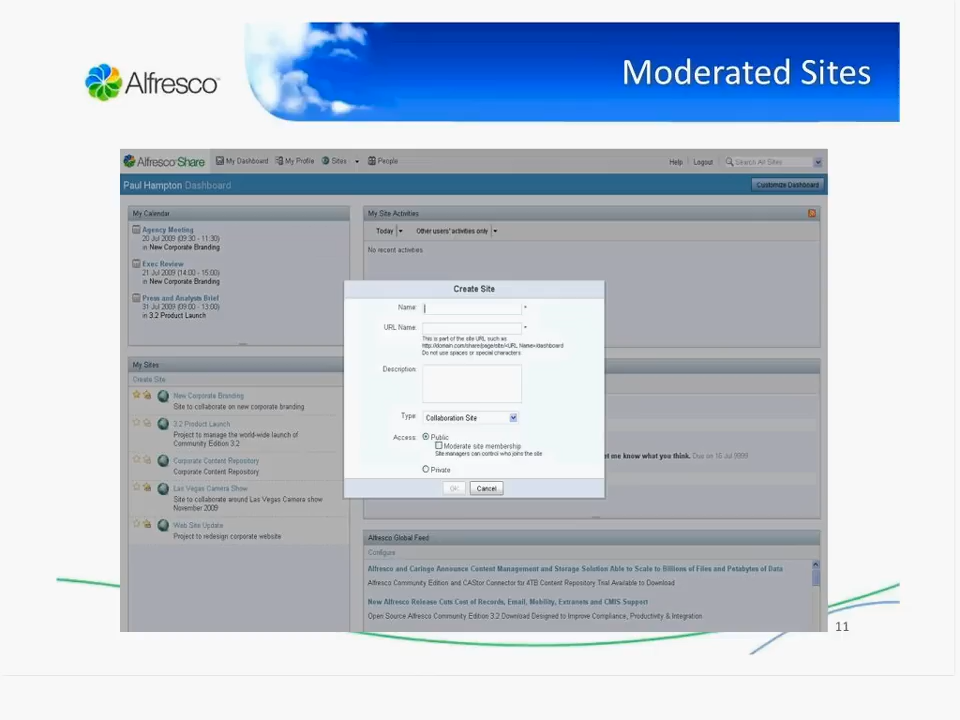 Alfresco
Moderated Sites
Alfresco Share
My Dashboard
My Profile
Sites
People
Help
Logout
Search All Sites
Paul Hampton Dashboard
Customize Dashboard
My Calendar
Agency Meeting
20 Jul 2009 (09:30 - 11:30)
in New Corporate Branding
Exec Review
21 Jul 2009 (14:00 - 15:00)
in New Corporate Branding
Press and Analysts Brief
31 Jul 2009 (09:00 - 13:00)
in 3.2 Product Launch
My Sites
Create Site
New Corporate Branding
Site to collaborate on new corporate branding
3.2 Product Launch
Project to manage the world-wide launch of
Community Edition 3.2
Corporate Content Repository
Corporate Content Repository
Las Vegas Camera Show
Site to collaborate around Las Vegas Camera show
November 2009
Web Site Update
Project to redesign corporate website
My Site Activities
Today
Other users' activities only
No recent activities
Create Site
Name:
*
URL Name:
*
This is part of the site URL such as
http://domain.com/share/page/site/<URL Name>/dashboard
Do not use spaces or special characters
Description:
Type:
Collaboration Site
Access:
Public
Moderate site membership
Site managers can control who joins the site
Private
OK
Cancel
let me know what you think.
Alfresco Global Feed
Configure
Alfresco and Caringo Announce Content Management and Storage Solution Able to Scale to Billions of Files and Petabytes of Data
Alfresco Community Edition and CAStor Connector for 4TB Content Repository Trial Available to Download
New Alfresco Release Cuts Cost of Records, Email, Mobility, Extranets and CMIS Support
Open Source Alfresco Community Edition 3.2 Download Designed to Improve Compliance, Productivity & Integration
11